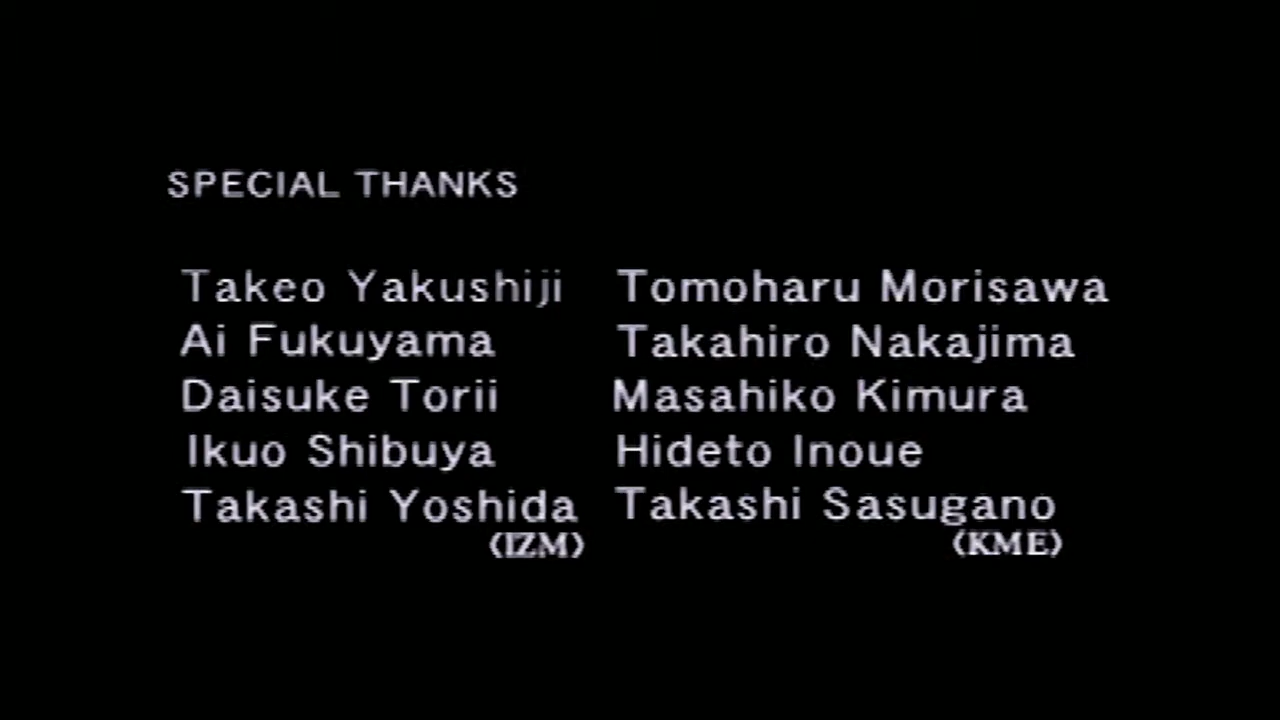 SPECIAL THANKS
Takeo Yakushiji Tomoharu Morisawa
Ai Fukuyama Takahiro Nakajima
Daisuke Torii Masahiko Kimura
Ikuo Shibuya Hideto Inoue
Takashi Yoshida Takashi Sasugano
(IZM) (KME)